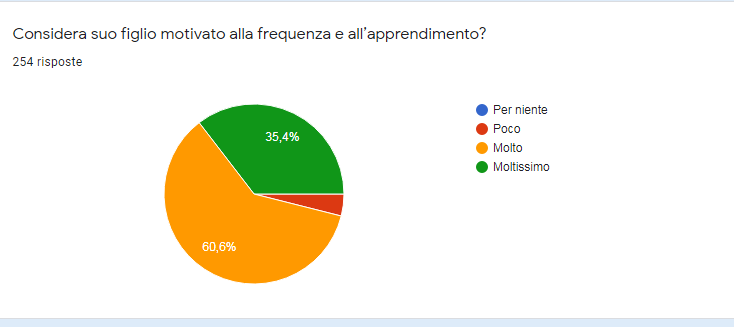 Considera suo figlio motivato alla frequenza e all’apprendimento?
254 risposte
35,4%
60,6%
Per niente
Poco
Molto
Moltissimo